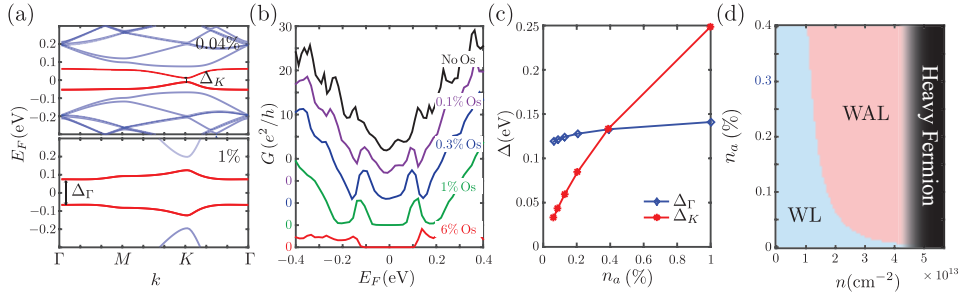 (a)
0.2
0.1
0
−0.1
−0.2
0.04%
Δ_K
E_F(eV)
0.2
0.1
0
−0.1
−0.2
1%
Δ_Γ
Γ M K Γ
k
(b)
30
20
10
0
0
0
0
0
G(e²/h)
No Os
0.1% Os
0.3% Os
1% Os
6% Os
−0.4 −0.2 0 0.2 0.4
E_F(eV)
(c)
0.25
0.20
0.15
0.10
0.05
0.0
Δ(eV)
Δ_Γ
Δ_K
0 0.2 0.4 0.6 0.8 1
n_a(%)
(d)
0.4
0.3
0.2
0.1
0
n_a(%)
WL
WAL
Heavy Fermion
0 1 2 3 4 5
n(cm⁻²)
× 10¹³